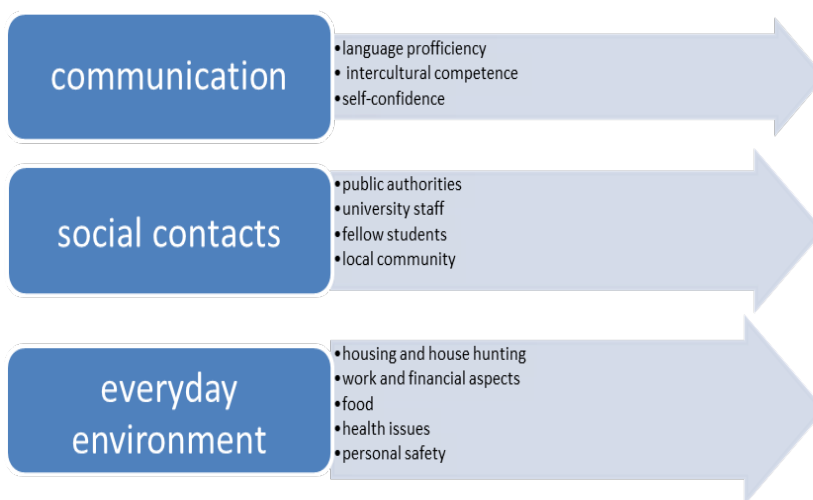 communication
•language profficiency
• intercultural competence
•self-confidence
social contacts
•public authorities
•university staff
•fellow students
•local community
everyday
environment
•housing and house hunting
•work and financial aspects
•food
•health issues
•personal safety